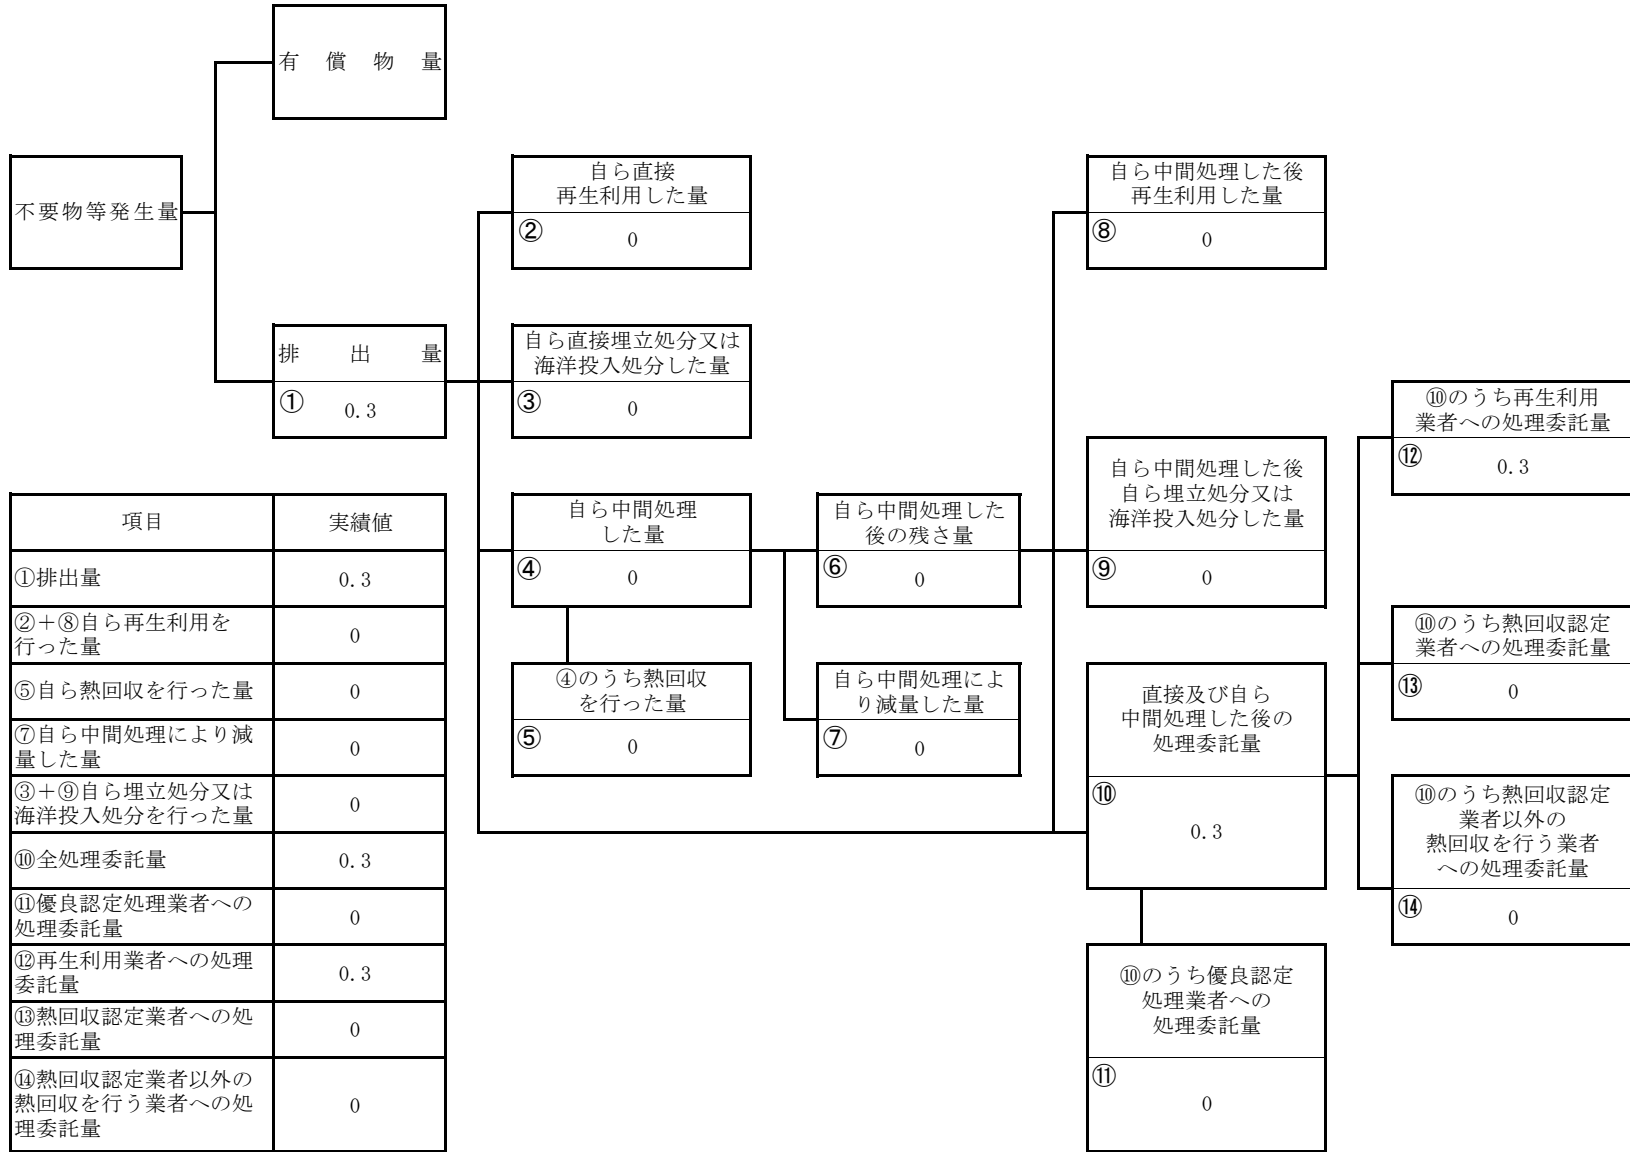 有償物量
不要物等発生量
排出量
① 0.3
自ら直接
再生利用した量
② 0
自ら直接埋立処分又は
海洋投入処分した量
③ 0
自ら中間処理
した量
④ 0
④のうち熱回収
を行った量
⑤ 0
自ら中間処理した
後の残さ量
⑥ 0
自ら中間処理によ
り減量した量
⑦ 0
自ら中間処理した後
再生利用した量
⑧ 0
自ら中間処理した後
自ら埋立処分又は
海洋投入処分した量
⑨ 0
直接及び自ら
中間処理した後の
処理委託量
⑩ 0.3
⑩のうち優良認定
処理業者への
処理委託量
⑪ 0
⑩のうち再生利用
業者への処理委託量
⑫ 0.3
⑩のうち熱回収認定
業者への処理委託量
⑬ 0
⑩のうち熱回収認定
業者以外の
熱回収を行う業者
への処理委託量
⑭ 0
項目 実績値
①排出量 0.3
②+⑧自ら再生利用を
行った量 0
⑤自ら熱回収を行った量 0
⑦自ら中間処理により減
量した量 0
③+⑨自ら埋立処分又は
海洋投入処分を行った量 0
⑩全処理委託量 0.3
⑪優良認定処理業者への
処理委託量 0
⑫再生利用業者への処理
委託量 0.3
⑬熱回収認定業者への処
理委託量 0
⑭熱回収認定業者以外の
熱回収を行う業者への処
理委託量 0